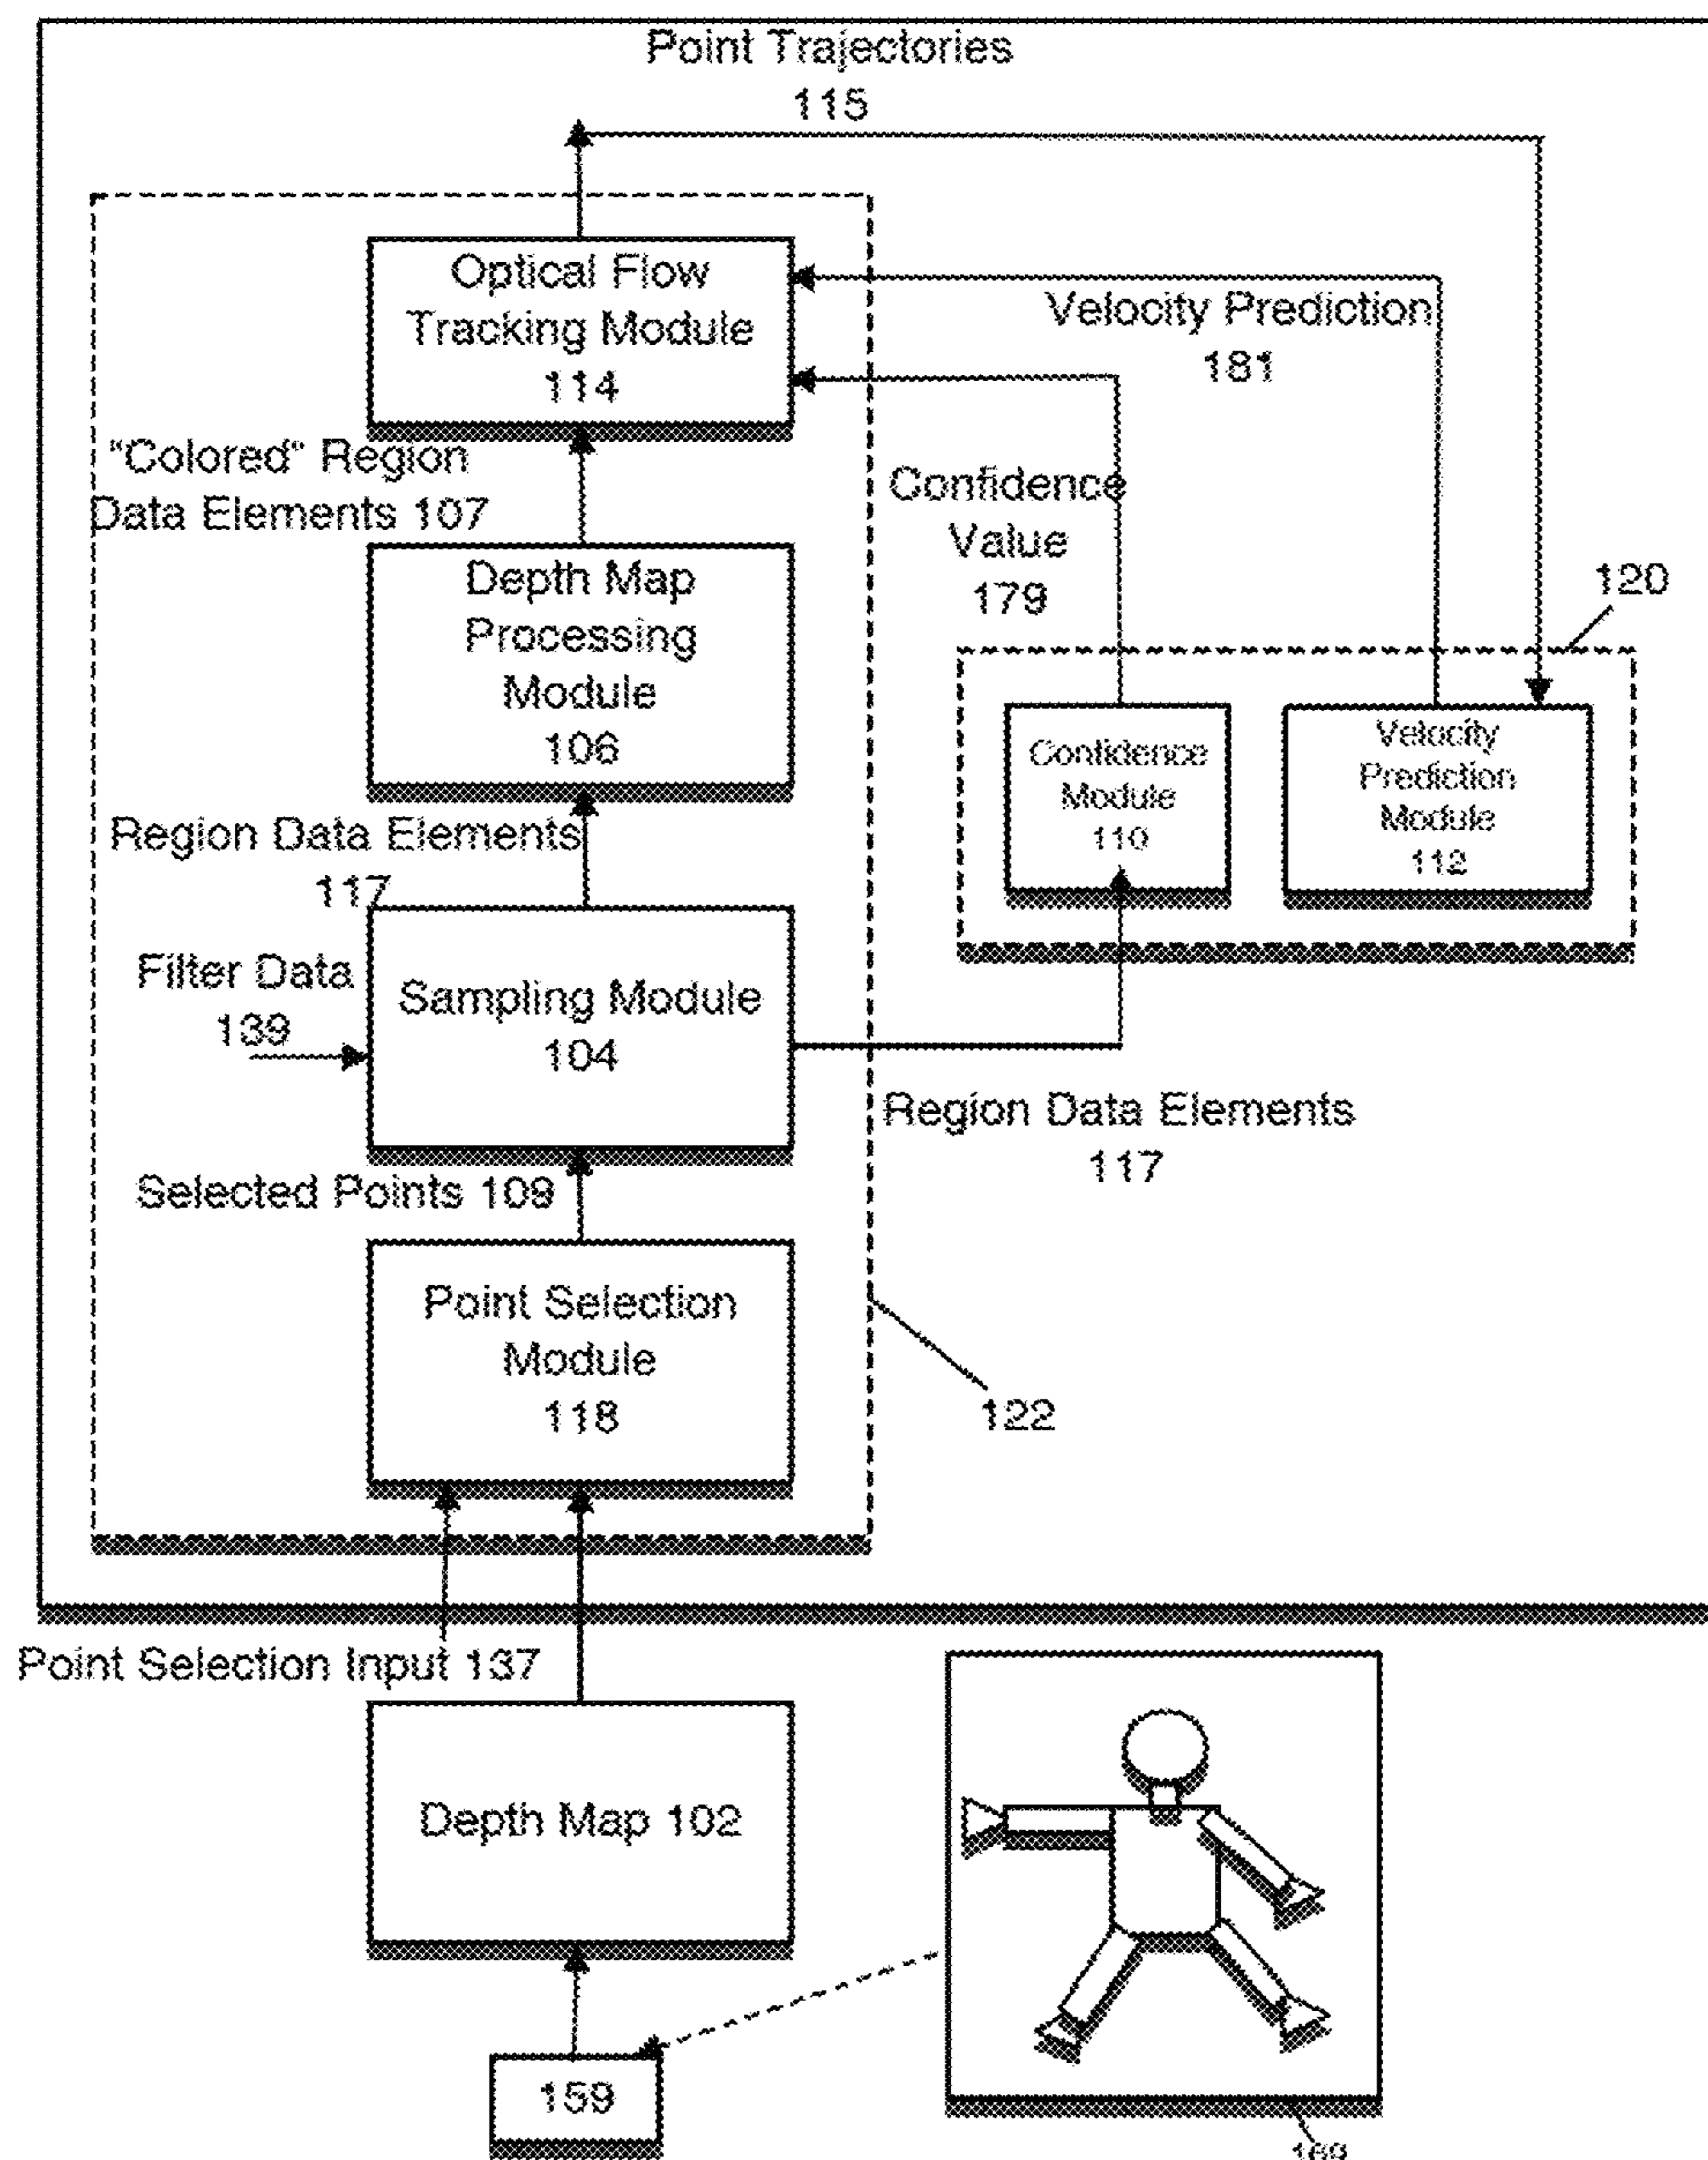 Point Trajectories
115
Optical Flow
Tracking Module
114
Velocity Prediction
181
"Colored" Region
Data Elements 107
Confidence
Value
179
Depth Map
Processing
Module
106
120
Confidence
Module
110
Velocity
Prediction
Module
112
Region Data Elements
117
Filter Data
139
Sampling Module
104
Region Data Elements
117
Selected Points 109
Point Selection
Module
118
122
Point Selection Input 137
Depth Map 102
159